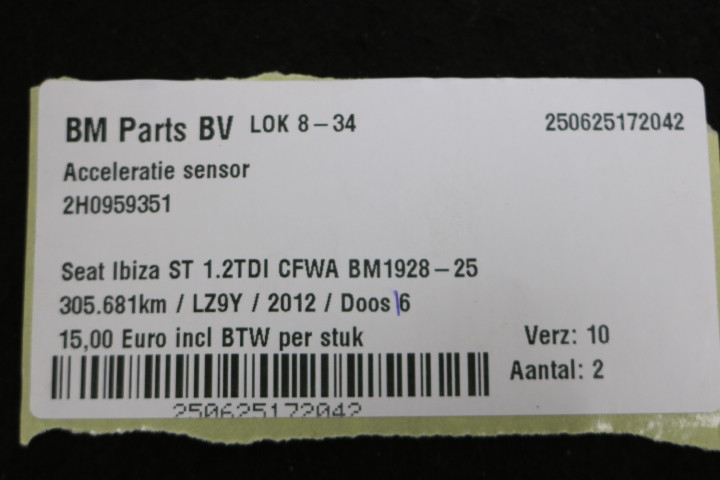 BM Parts BV LOK 8-34 250625172042
Acceleratie sensor
2H0959351
Seat Ibiza ST 1.2TDI CFWA BM1928-25
305.681km / LZ9Y / 2012 / Doos 6
15,00 Euro incl BTW per stuk Verz: 10
Aantal: 2
250625172042